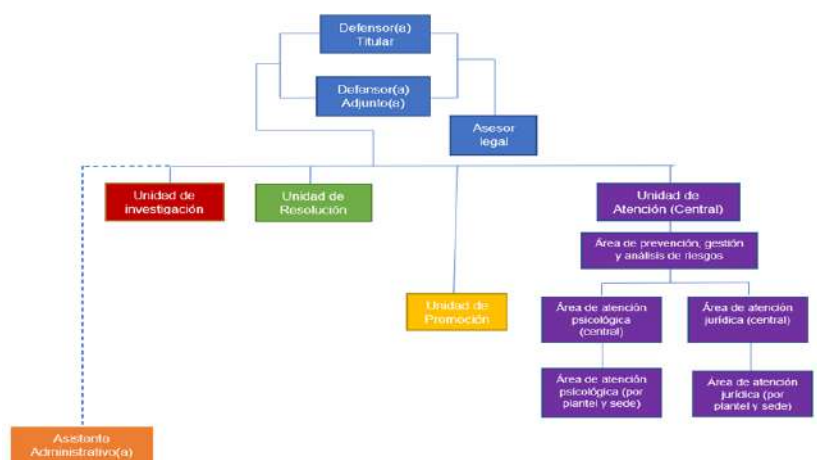 Defensor(a)
Titular
Defensor(a)
Adjunto(a)
Asesor
legal
Unidad de
investigación
Unidad de
Resolución
Unidad de
Atención (Central)
Área de prevención, gestión
y análisis de riesgos
Unidad de
Promoción
Área de atención
psicológica
(central)
Área de atención
jurídica (central)
Área de atención
psicológica (por
plantel y sede)
Área de atención
jurídica (por
plantel y sede)
Asistente
Administrativo(a)